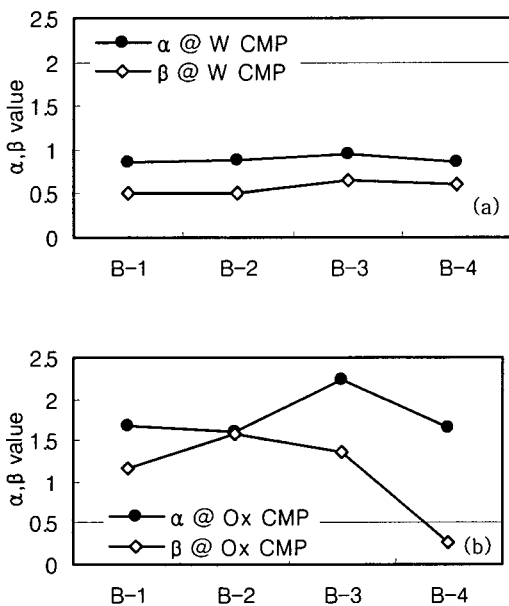 2.5
α @ W CMP
β @ W CMP
2
1.5
1
0.5
0
α,β value
(a)
B-1 B-2 B-3 B-4
2.5
2
1.5
1
0.5
0
α,β value
α @ Ox CMP
β @ Ox CMP
(b)
B-1 B-2 B-3 B-4